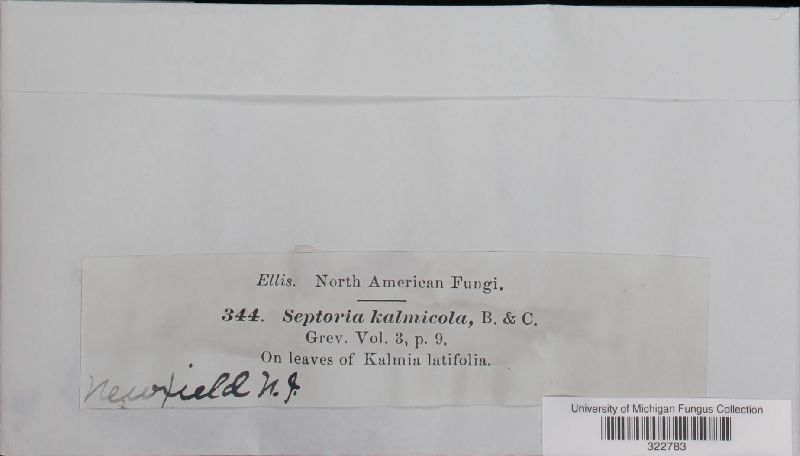 Ellis. North American Fungi.
344. Septoria kalmicola, B. & C.
Grev. Vol. 3, p. 9.
On leaves of Kalmia latifolia.
Newfield N.J.
University of Michigan Fungus Collection
322783